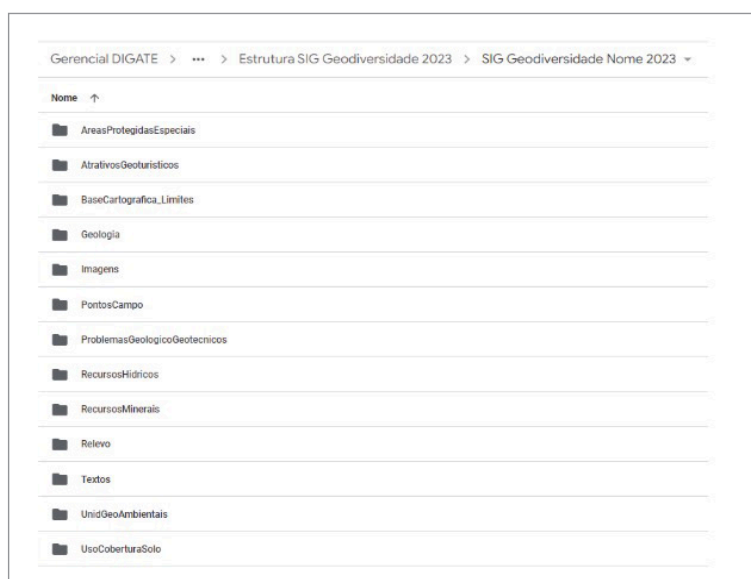 Gerencial DIGATE > ••• > Estrutura SIG Geodiversidade 2023 > SIG Geodiversidade Nome 2023
Nome ↑
AreasProtegidasEspeciais
AtrativosGeoturisticos
BaseCartografica_Limites
Geologia
Imagens
PontosCampo
ProblemasGeologicoGeotecnicos
RecursosHidricos
RecursosMinerais
Relevo
Textos
UnidGeoAmbientais
UsoCoberturaSolo